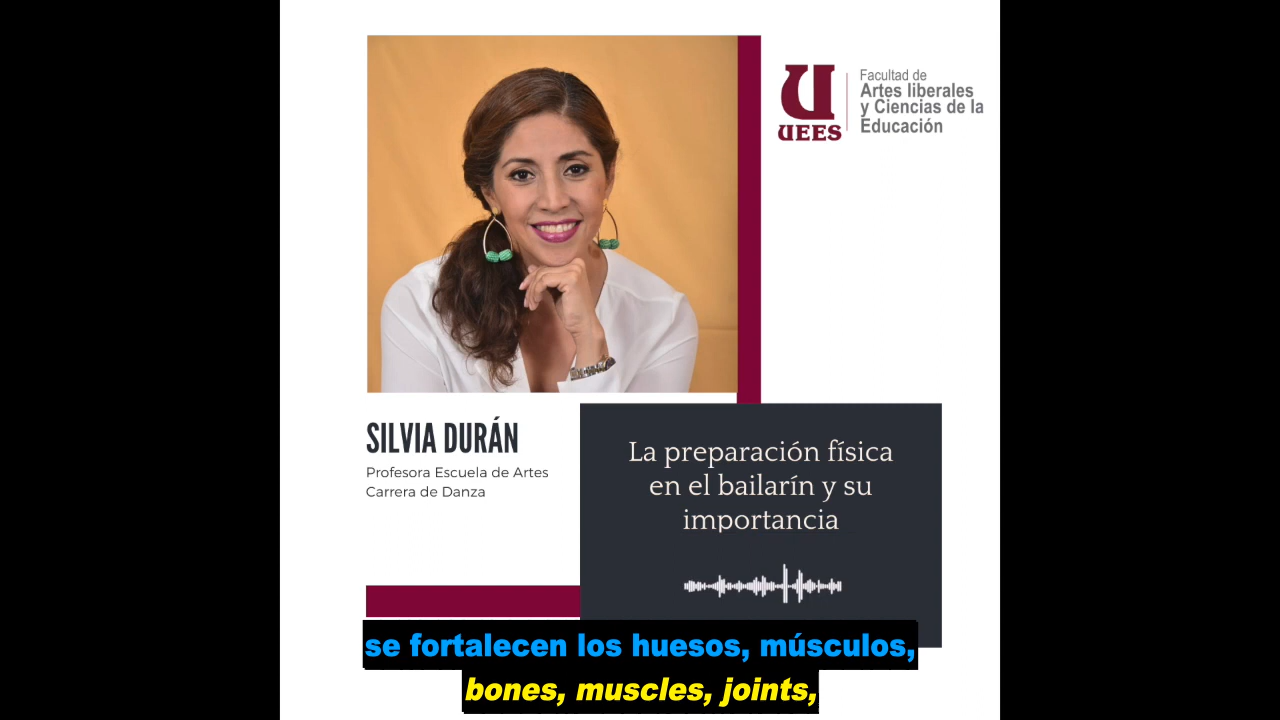 UEES
Facultad de
Artes liberales
y Ciencias de la
Educación
SILVIA DURÁN
Profesora Escuela de Artes
Carrera de Danza
La preparación física
en el bailarín y su
importancia
se fortalecen los huesos, músculos,
bones, muscles, joints,